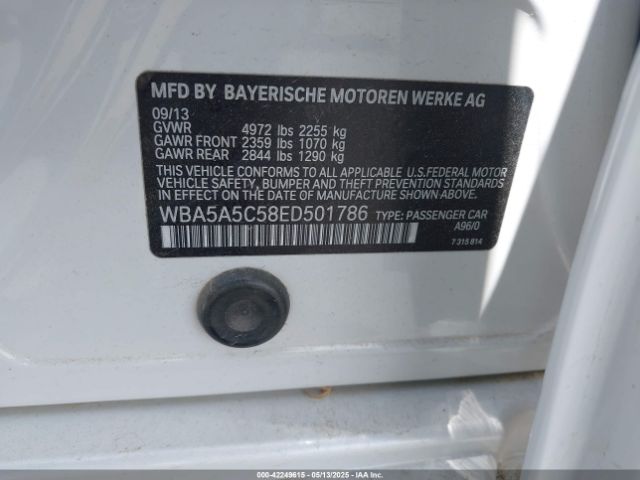 MFD BY BAYERISCHE MOTOREN WERKE AG
09/13
GVWR 4972 lbs 2255 kg
GAWR FRONT 2359 lbs 1070 kg
GAWR REAR 2844 lbs 1290 kg
THIS VEHICLE CONFORMS TO ALL APPLICABLE U.S.FEDERAL MOTOR
VEHICLE SAFETY, BUMPER AND THEFT PREVENTION STANDARDS IN
EFFECT ON THE DATE OF MANUFACTURE SHOWN ABOVE.
WBA5A5C58ED501786 TYPE: PASSENGER CAR
A96/0
7 315 814
000-42249615 - 05/13/2025 - IAAI.COM